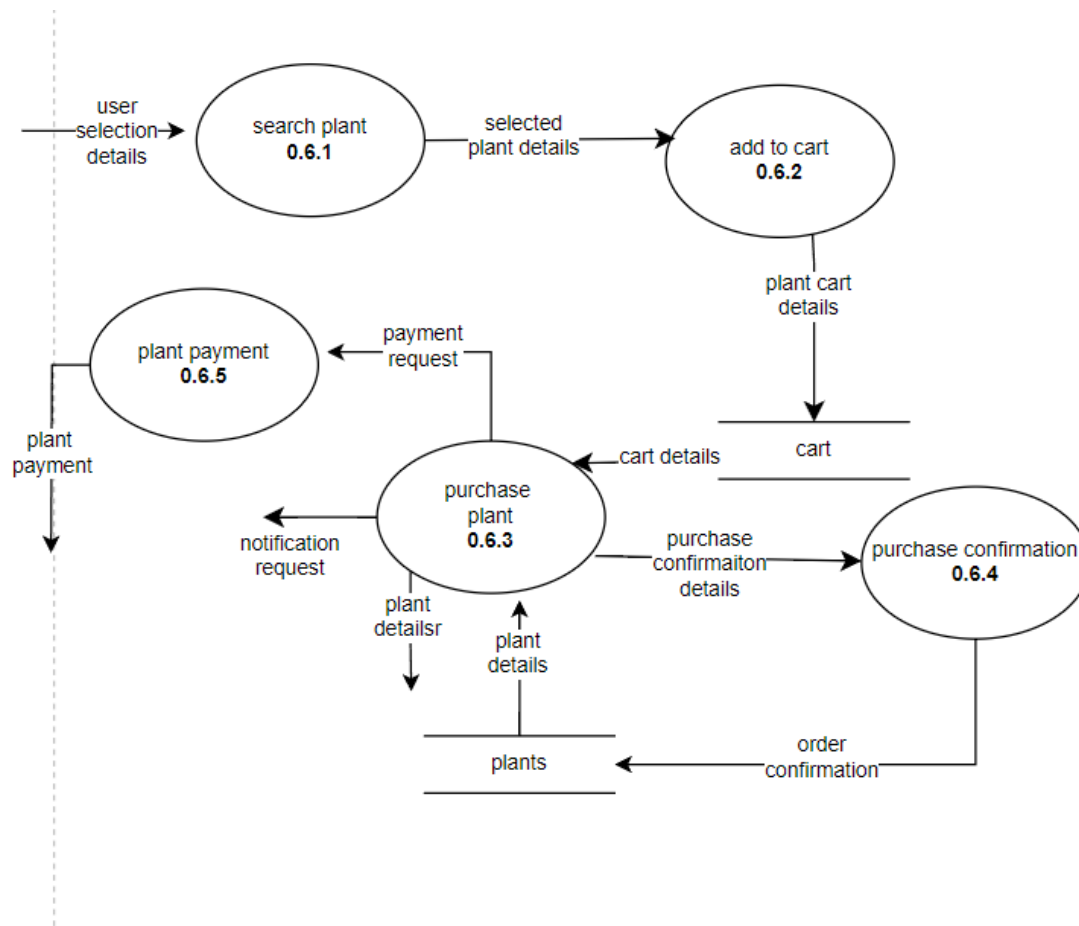 user
selection
details
search plant
0.6.1
selected
plant details
add to cart
0.6.2
plant cart
details
plant payment
0.6.5
payment
request
plant
payment
cart details
cart
purchase
plant
0.6.3
notification
request
purchase
confirmaiton
details
purchase confirmation
0.6.4
plant
detailsr
plant
details
plants
order
confirmation